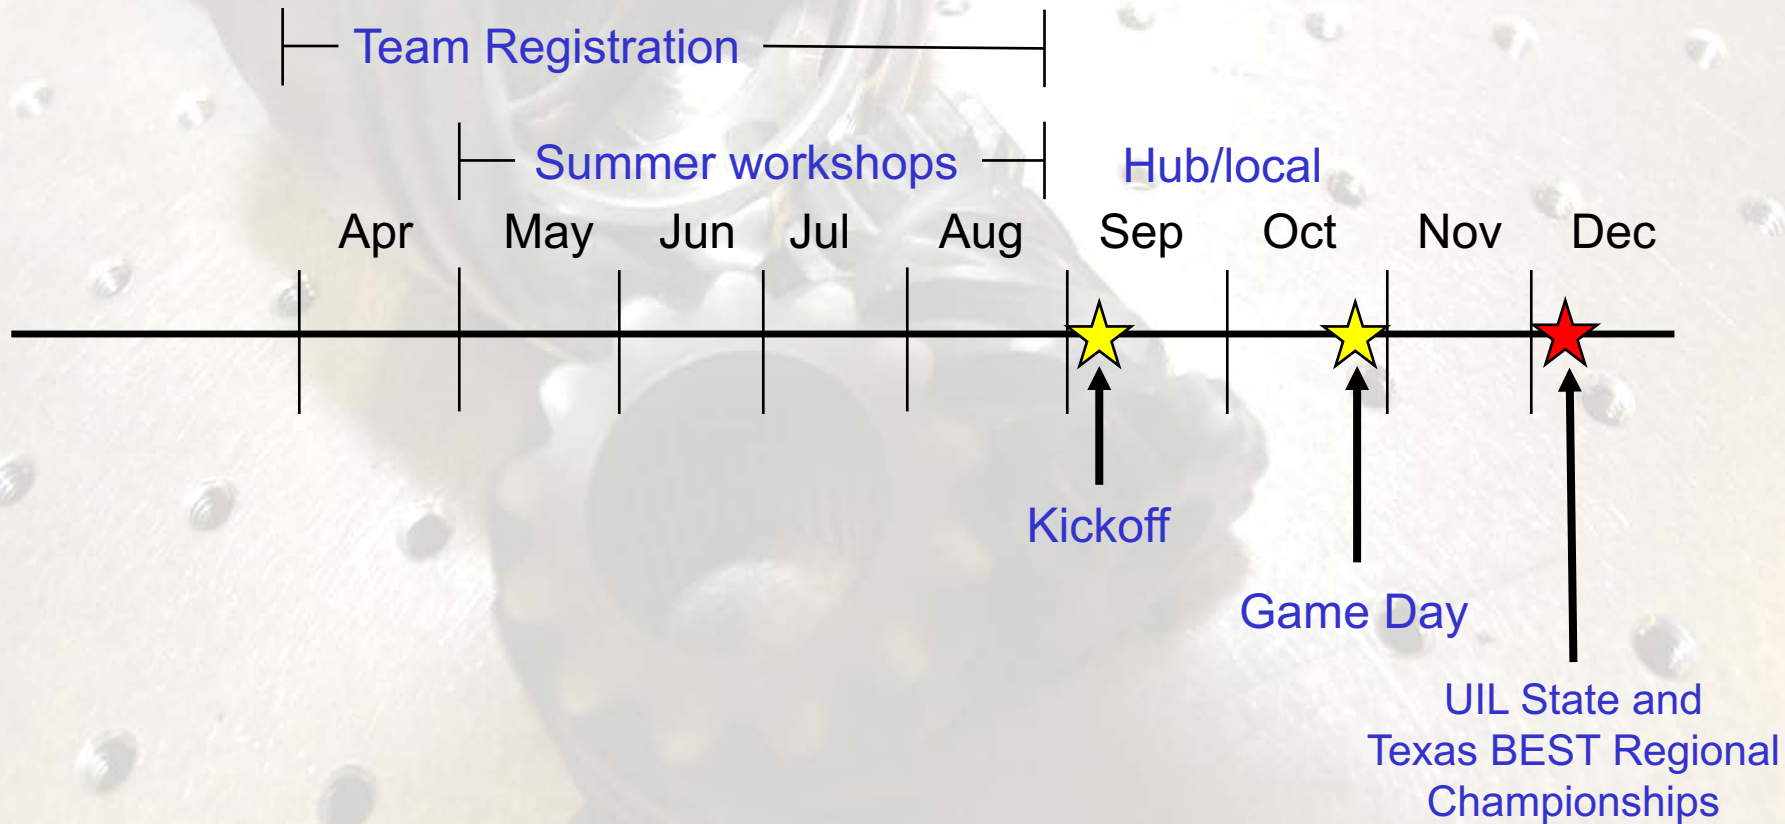 Team Registration
Summer workshops
Hub/local
Apr May Jun Jul Aug Sep Oct Nov Dec
Kickoff
Game Day
UIL State and
Texas BEST Regional
Championships